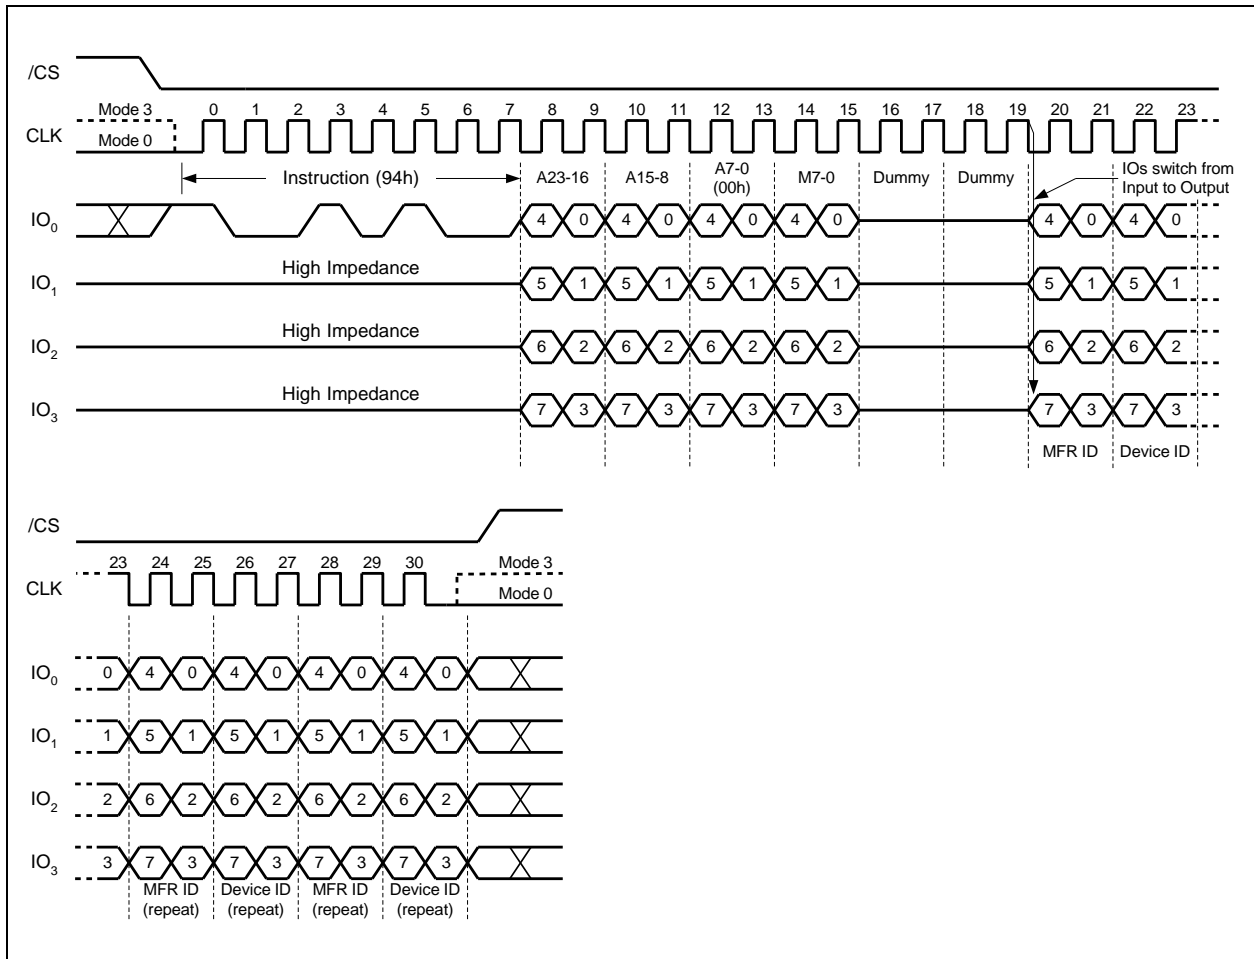 /CS
Mode 3 0 1 2 3 4 5 6 7 8 9 10 11 12 13 14 15 16 17 18 19 20 21 22 23
CLK Mode 0
Instruction (94h) A23-16 A15-8 A7-0 (00h) M7-0 Dummy Dummy IOs switch from
Input to Output
IO0 4 0 4 0 4 0 4 0 4 0 4 0
High Impedance
IO1 5 1 5 1 5 1 5 1 5 1 5 1
High Impedance
IO2 6 2 6 2 6 2 6 2 6 2 6 2
High Impedance
IO3 7 3 7 3 7 3 7 3 7 3 7 3
MFR ID Device ID
/CS
23 24 25 26 27 28 29 30 Mode 3
CLK Mode 0
IO0 0 4 0 4 0 4 0 4 0
IO1 1 5 1 5 1 5 1 5 1
IO2 2 6 2 6 2 6 2 6 2
IO3 3 7 3 7 3 7 3 7 3
MFR ID Device ID MFR ID Device ID
(repeat) (repeat) (repeat) (repeat)